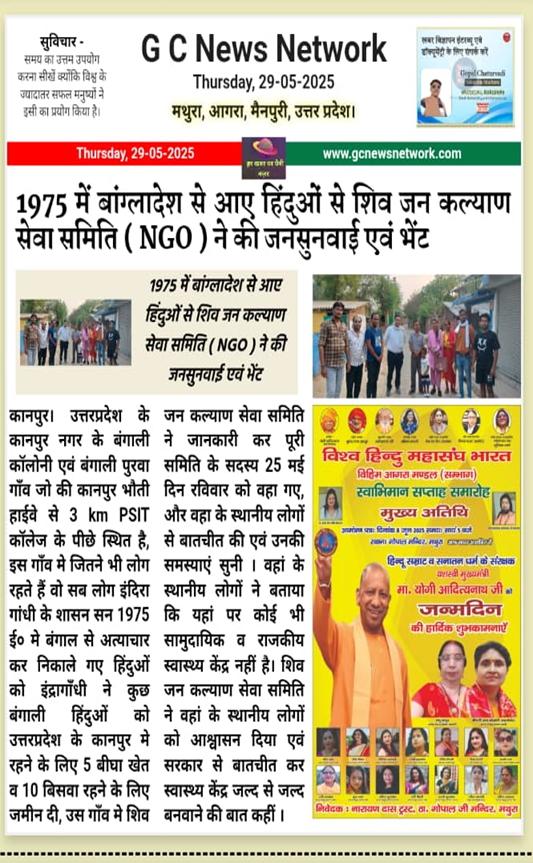 सुविचार -
समय का उत्तम उपयोग
करना सीखें क्योंकि विश्व के
ज्यादातर सफल मनुष्यों ने
इसी का प्रयोग किया है।
G C News Network
Thursday, 29-05-2025
मथुरा, आगरा, मैनपुरी, उत्तर प्रदेश।
खबर विज्ञापन इंटरव्यू एवं
डॉक्यूमेंट्री के लिए संपर्क करें
Gopal Chaturvedi
Thursday, 29-05-2025
हर खबर पर पैनी
नजर
www.gcnewsnetwork.com
1975 में बांग्लादेश से आए हिंदुओं से शिव जन कल्याण
सेवा समिति ( NGO ) ने की जनसुनवाई एवं भेंट
1975 में बांग्लादेश से आए
हिंदुओं से शिव जन कल्याण
सेवा समिति ( NGO ) ने की
जनसुनवाई एवं भेंट
कानपुर। उत्तरप्रदेश के
कानपुर नगर के बंगाली
कॉलोनी एवं बंगाली पुरवा
गाँव जो की कानपुर भौती
हाईवे से 3 km PSIT
कॉलेज के पीछे स्थित है,
इस गाँव मे जितने भी लोग
रहते हैं वो सब लोग इंदिरा
गांधी के शासन सन 1975
ई० मे बंगाल से अत्याचार
कर निकाले गए हिंदुओं
को इंद्रागाँधी ने कुछ
बंगाली हिंदुओं को
उत्तरप्रदेश के कानपुर मे
रहने के लिए 5 बीघा खेत
व 10 बिसवा रहने के लिए
जमीन दी, उस गाँव मे शिव
जन कल्याण सेवा समिति
ने जानकारी कर पूरी
समिति के सदस्य 25 मई
दिन रविवार को वहा गए,
और वहा के स्थानीय लोगों
से बातचीत की एवं उनकी
समस्याएं सुनी । वहां के
स्थानीय लोगों ने बताया
कि यहां पर कोई भी
सामुदायिक व राजकीय
स्वास्थ्य केंद्र नहीं है। शिव
जन कल्याण सेवा समिति
ने वहां के स्थानीय लोगों
को आश्वासन दिया एवं
सरकार से बातचीत कर
स्वास्थ्य केंद्र जल्द से जल्द
बनवाने की बात कहीं ।
विश्व हिन्दु महासंघ भारत
विहिम आगरा मण्डल (सम्भाग)
स्वाभिमान सप्ताह समारोह
मुख्य अतिथि
स्थानः गोपाल मन्दिर, मथुरा
हिन्दु सम्राट व सनातन धर्म के संरक्षक
यशस्वी मुख्यमंत्री
मा. योगी आदित्यनाथ जी को
जन्मदिन
की हार्दिक शुभकामनाएँ
निवेदक : नारायण दास ट्रस्ट, ठा. गोपाल जी मन्दिर, मथुरा